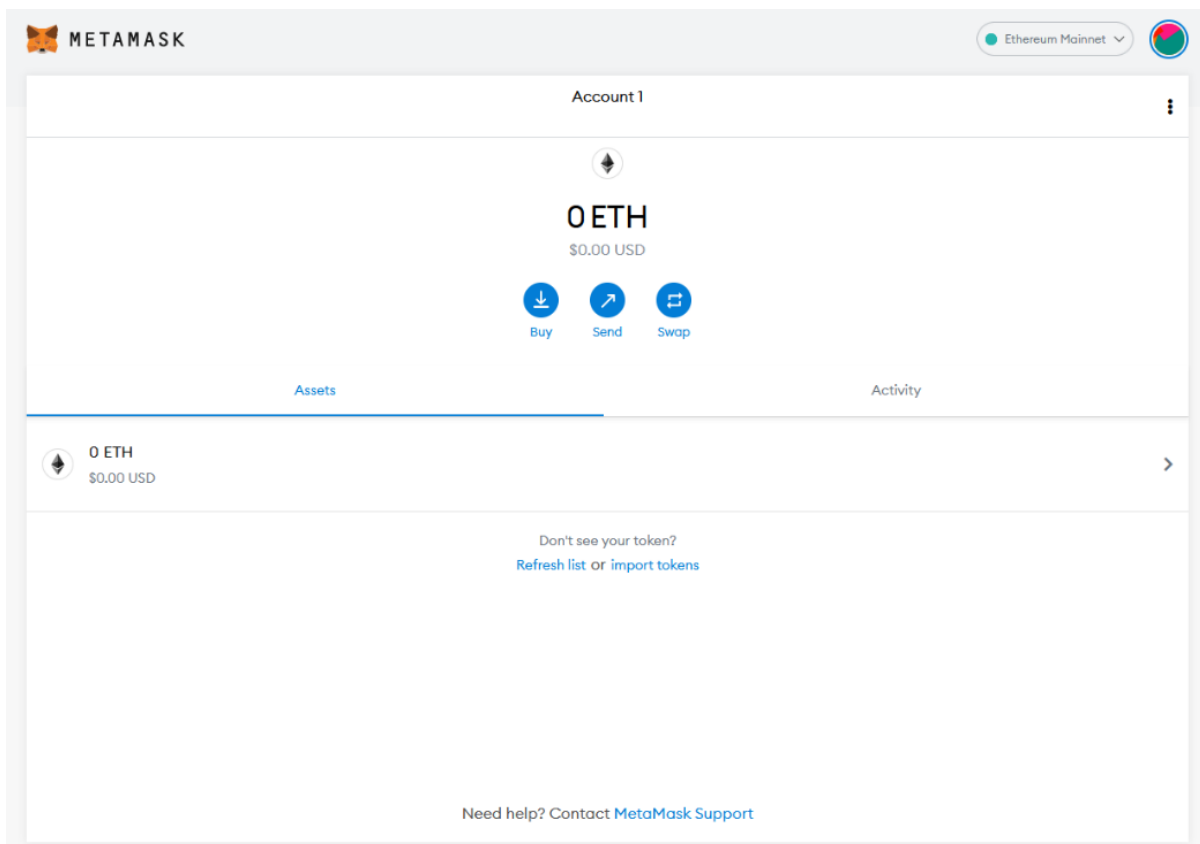 METAMASK
Ethereum Mainnet
Account 1
0 ETH
$0.00 USD
Buy Send Swap
Assets Activity
0 ETH
$0.00 USD
Don't see your token?
Refresh list or import tokens
Need help? Contact MetaMask Support